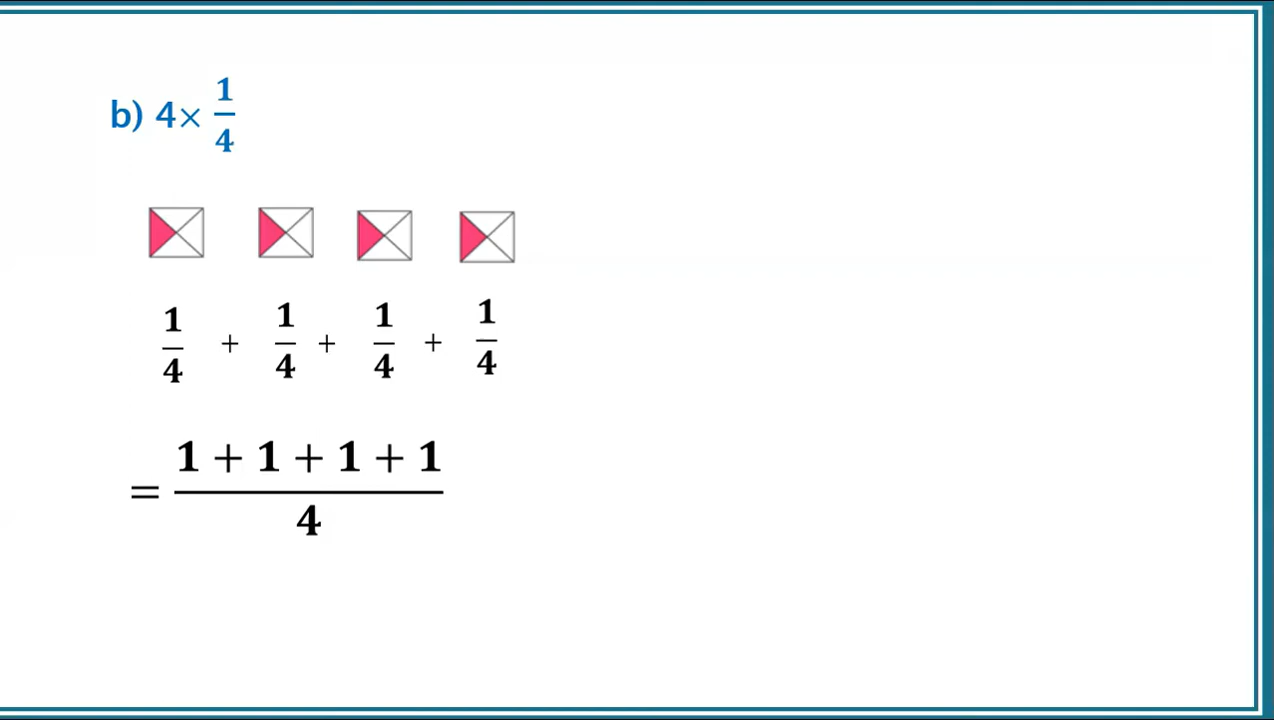 b) 4× 1/4
1/4 + 1/4 + 1/4 + 1/4
= (1 + 1 + 1 + 1)/4